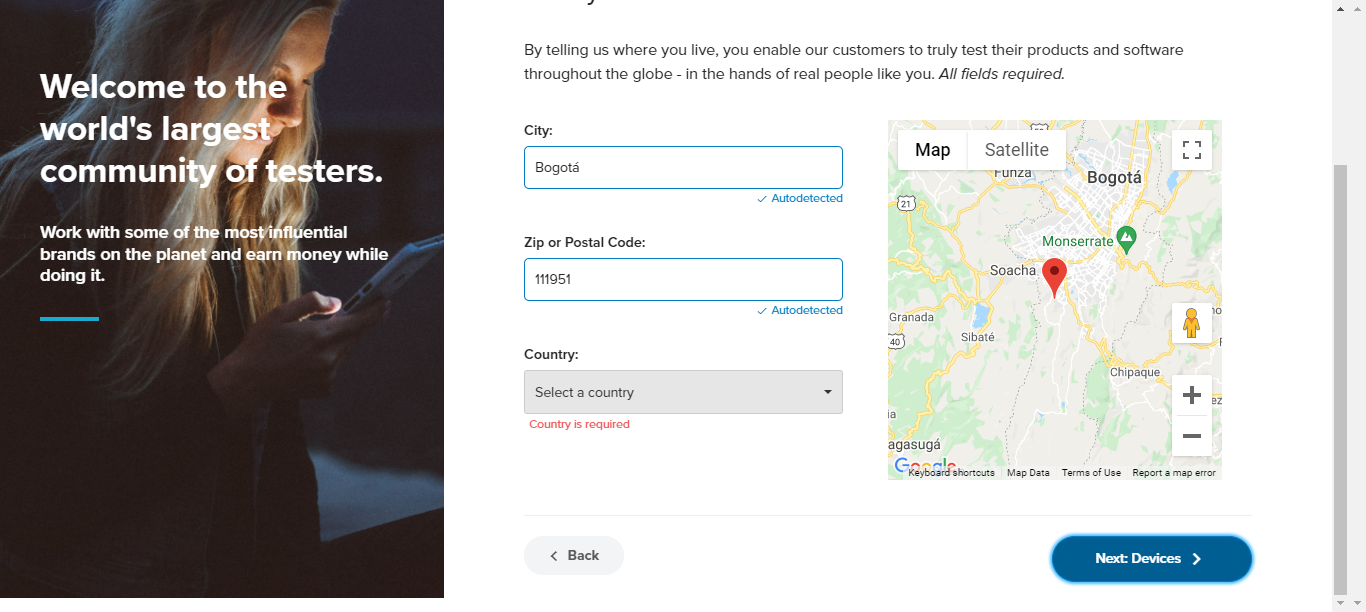 Welcome to the
world's largest
community of testers.
Work with some of the most influential
brands on the planet and earn money while
doing it.
By telling us where you live, you enable our customers to truly test their products and software
throughout the globe - in the hands of real people like you. All fields required.
City:
Bogotá
Autodetected
Zip or Postal Code:
111951
Autodetected
Country:
Select a country
Country is required
Map
Satellite
Funza
Bogotá
21
Monserrate
Soacha
Granada
Sibaté
40
Chipaque
agasugá
Google
Keyboard shortcuts
Map Data
Terms of Use
Report a map error
Back
Next: Devices